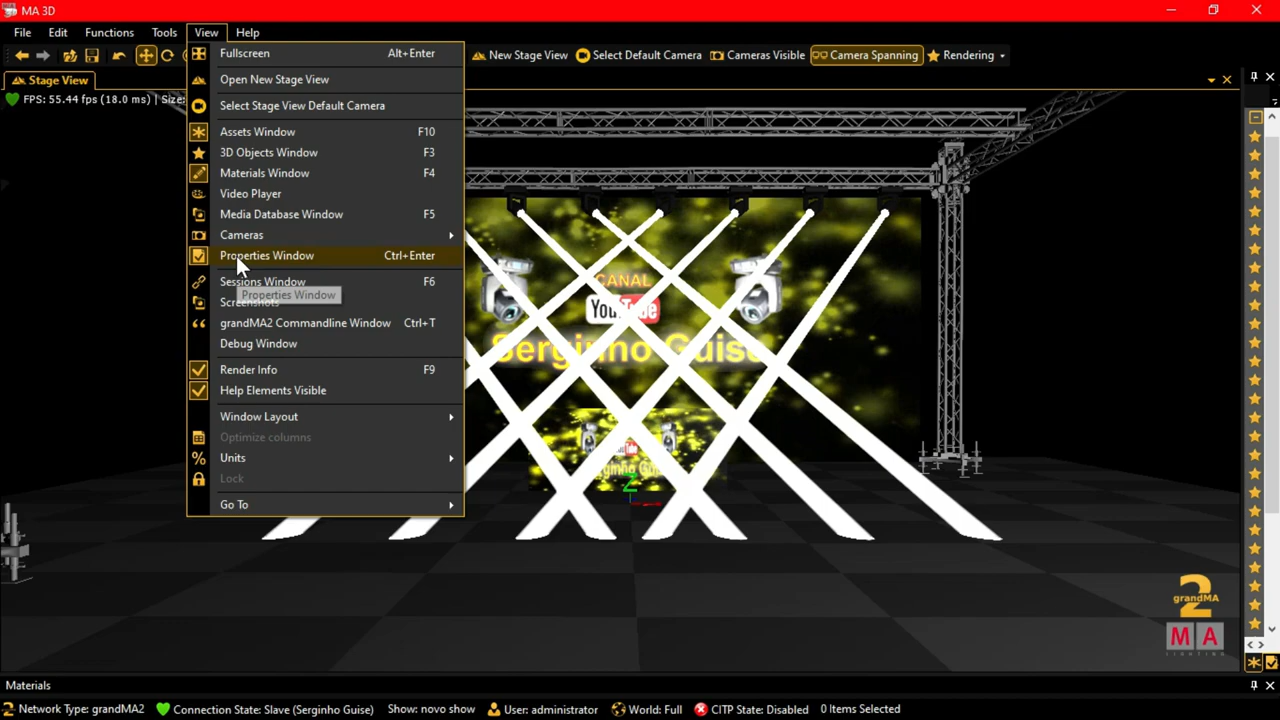 MA 3D
File Edit Functions Tools View Help
New Stage View Select Default Camera Cameras Visible Camera Spanning Rendering
Stage View
FPS: 55.44 fps (18.0 ms) | Size:
Fullscreen Alt+Enter
Open New Stage View
Select Stage View Default Camera
Assets Window F10
3D Objects Window F3
Materials Window F4
Video Player
Media Database Window F5
Cameras
Properties Window Ctrl+Enter
Sessions Window F6
Properties Window
Screenshots
grandMA2 Commandline Window Ctrl+T
Debug Window
Render Info F9
Help Elements Visible
Window Layout
Optimize columns
Units
Lock
Go To
CANAL
YouTube
Serginho Guise
Serginho Guise
Z
2
grandMA
MA
LIGHTING
Materials
2 Network Type: grandMA2 Connection State: Slave (Serginho Guise) Show: novo show User: administrator World: Full CITP State: Disabled 0 Items Selected